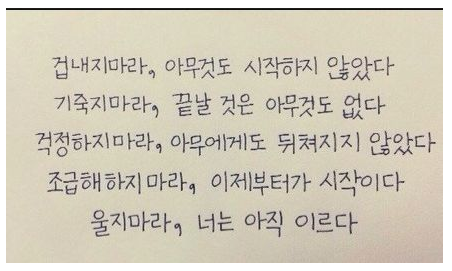 겁내지마라, 아무것도 시작하지 않았다
기죽지마라, 끝날 것은 아무것도 없다
걱정하지마라, 아무에게도 뒤쳐지지 않았다
조급해하지마라, 이제부터가 시작이다
울지마라, 너는 아직 이르다